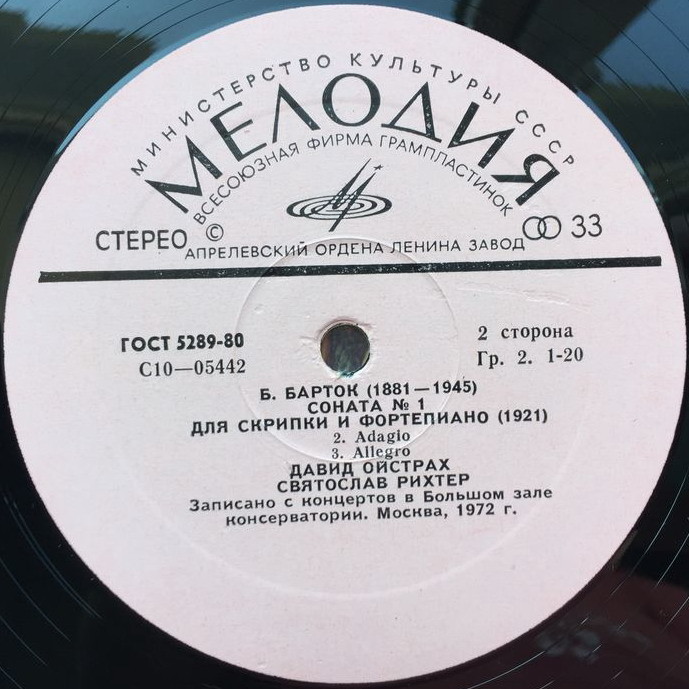 МИНИСТЕРСТВО КУЛЬТУРЫ СССР
МЕЛОДИЯ
ВСЕСОЮЗНАЯ ФИРМА ГРАМПЛАСТИНОК
СТЕРЕО ©
33
АПРЕЛЕВСКИЙ ОРДЕНА ЛЕНИНА ЗАВОД
ГОСТ 5289-80
С10—05442
2 сторона
Гр. 2. 1-20
Б. БАРТОК (1881—1945)
СОНАТА № 1
ДЛЯ СКРИПКИ И ФОРТЕПИАНО (1921)
2. Adagio
3. Allegro
ДАВИД ОЙСТРАХ
СВЯТОСЛАВ РИХТЕР
Записано с концертов в Большом зале
консерватории. Москва, 1972 г.